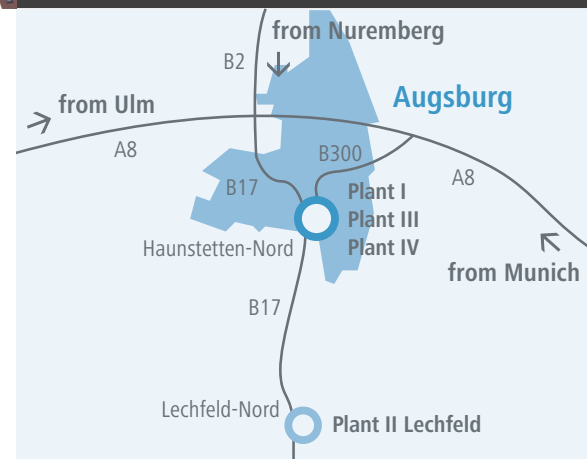 from Nuremberg
B2
Augsburg
from Ulm
A8
B300
B17
A8
Plant I
Plant III
Plant IV
Haunstetten-Nord
from Munich
B17
Lechfeld-Nord
Plant II Lechfeld